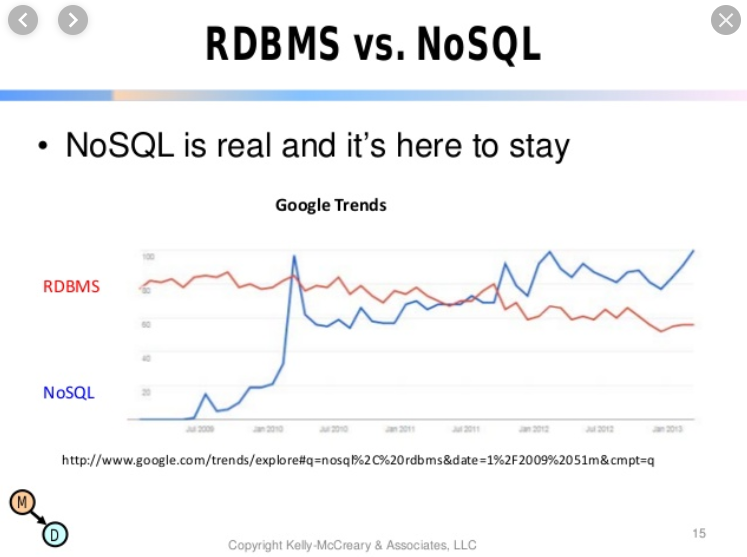 RDBMS vs. NoSQL
• NoSQL is real and it's here to stay
Google Trends
100
RDBMS
80
60
40
NoSQL
20
Jul 2009 Jan 2010 Jul 2010 Jan 2011 Jul 2011 Jan 2012 Jul 2012 Jan 2013
http://www.google.com/trends/explore#q=nosql%2C%20rdbms&date=1%2F2009%2051m&cmpt=q
M
D
15
Copyright Kelly-McCreary & Associates, LLC